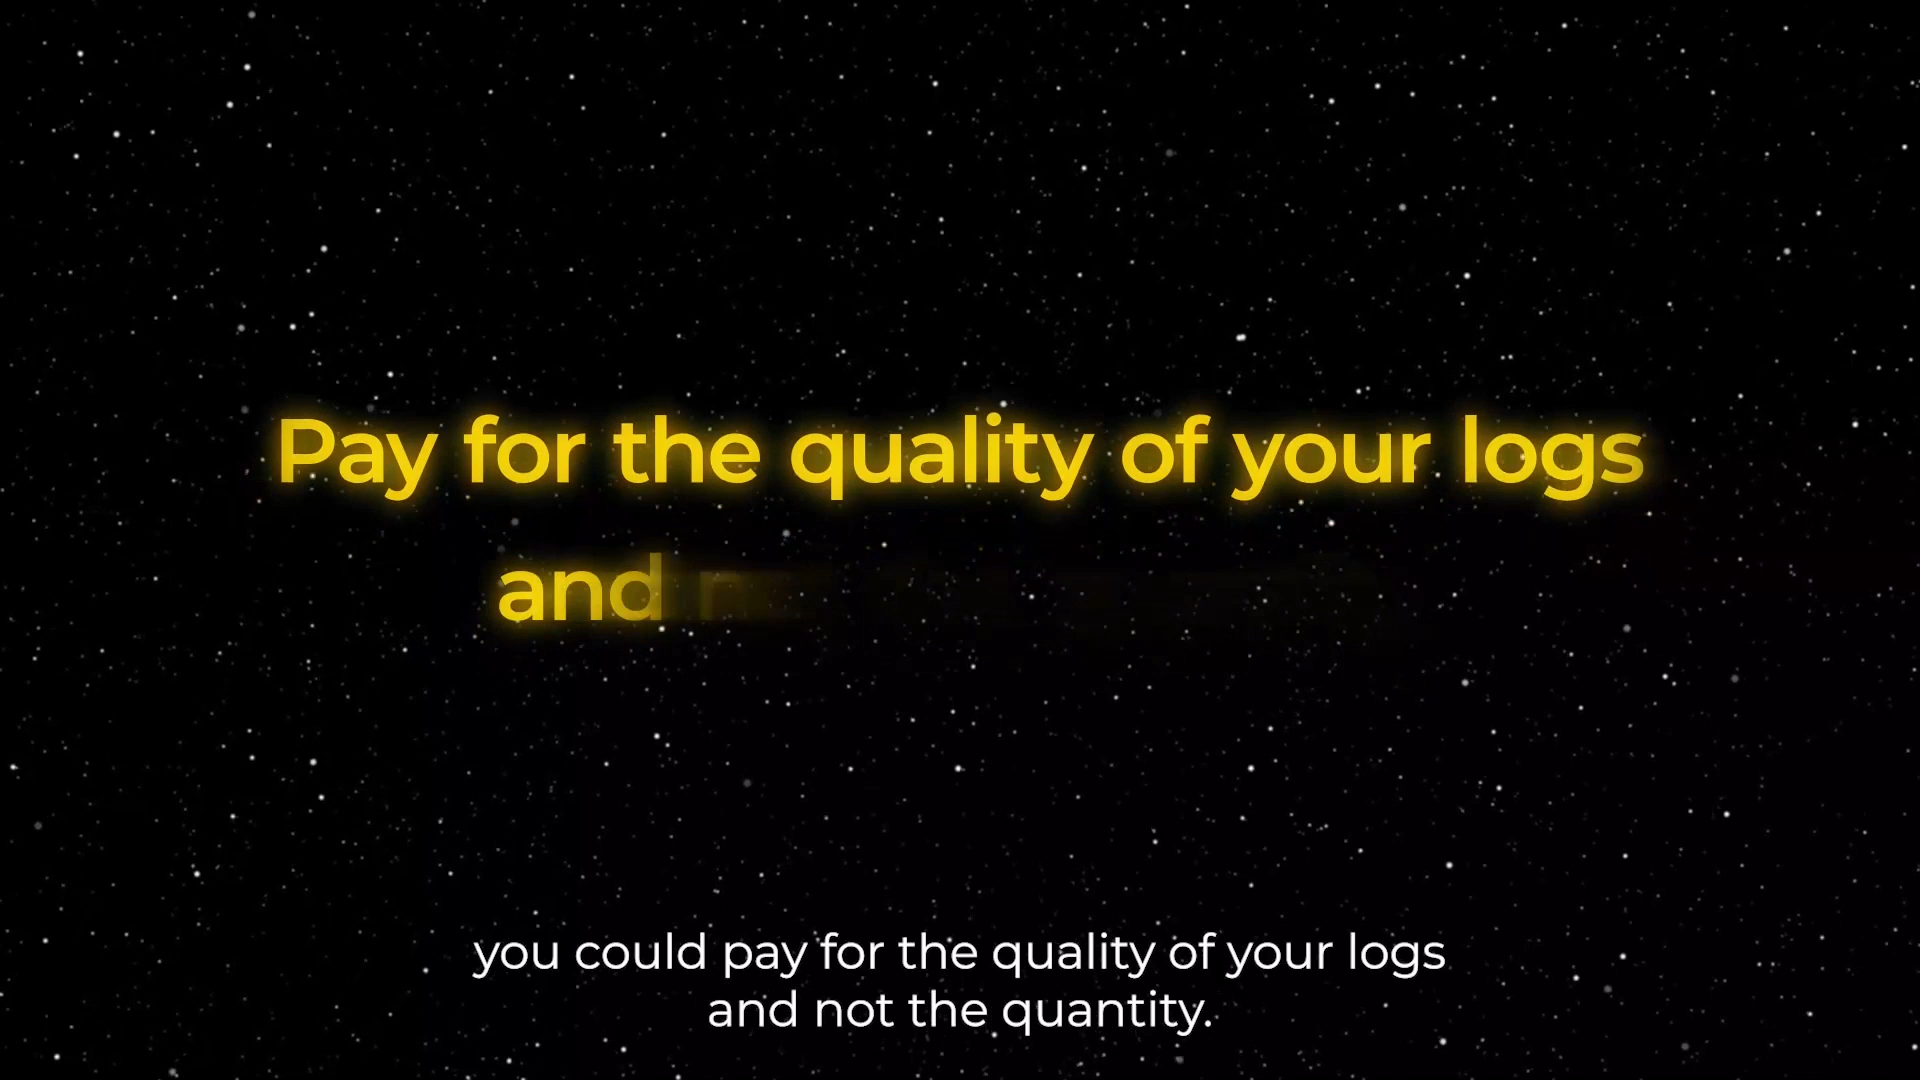 Pay for the quality of your logs
and
you could pay for the quality of your logs
and not the quantity.